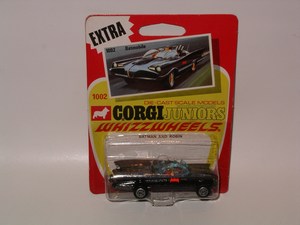 EXTRA
1002 Batmobile
1002
DIE-CAST SCALE MODELS
CORGI JUNIORS
WHIZZWHEELS
BATMAN AND ROBIN